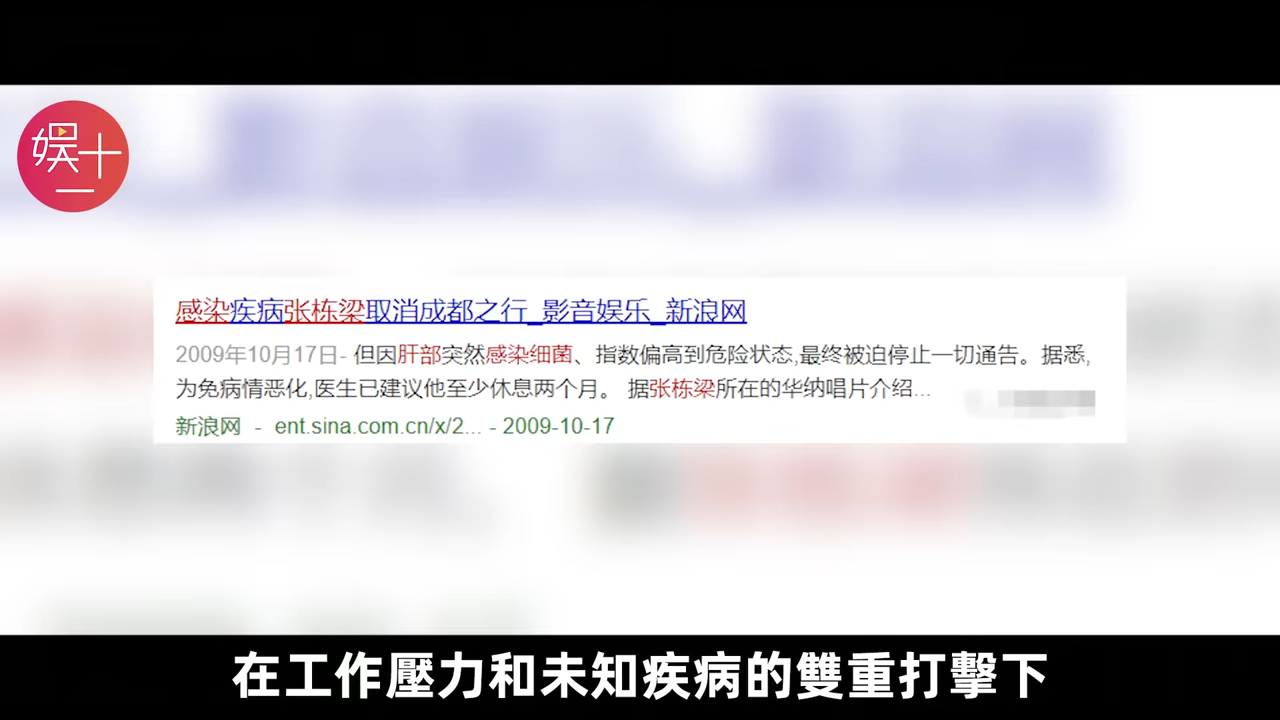 娱十一
感染疾病张栋梁取消成都之行_影音娱乐_新浪网
2009年10月17日- 但因肝部突然感染细菌、指数偏高到危险状态,最终被迫停止一切通告。据悉,
为免病情恶化,医生已建议他至少休息两个月。 据张栋梁所在的华纳唱片介绍...
新浪网 - ent.sina.com.cn/x/2... - 2009-10-17
在工作壓力和未知疾病的雙重打擊下